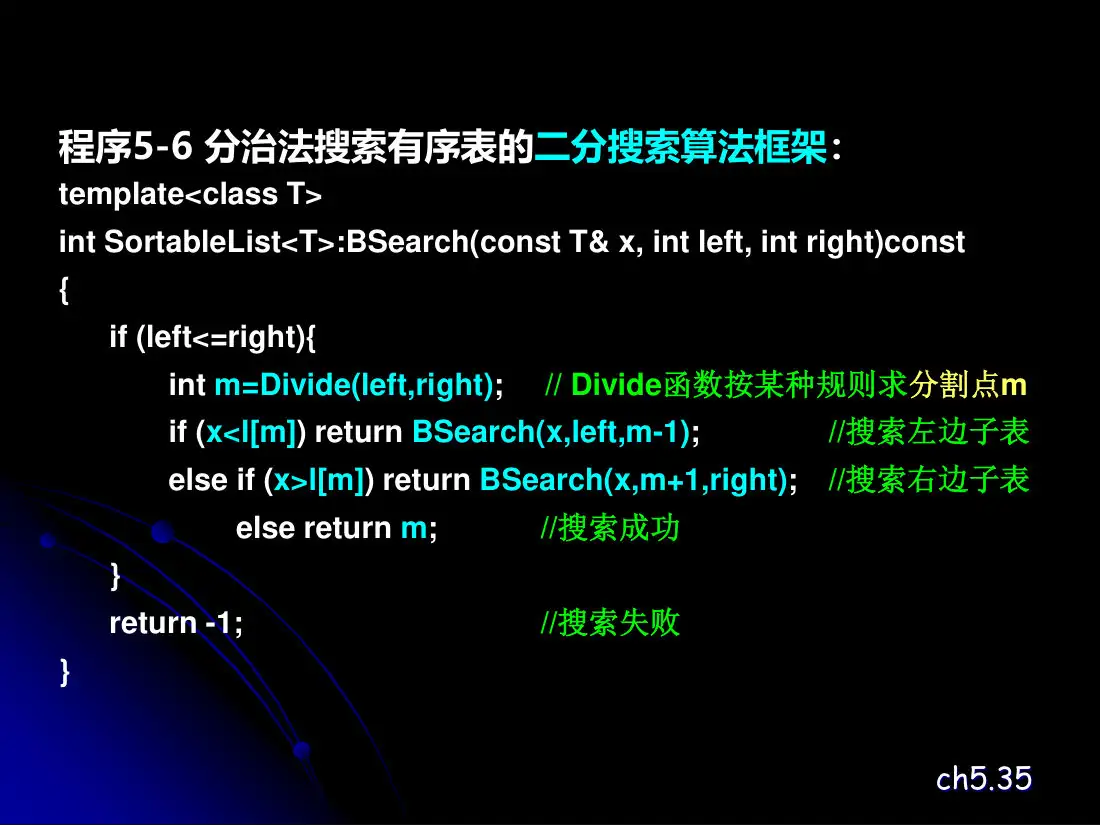 程序5-6 分治法搜索有序表的二分搜索算法框架：
template<class T>
int SortableList<T>:BSearch(const T& x, int left, int right)const
{
if (left<=right){
int m=Divide(left,right); // Divide函数按某种规则求分割点m
if (x<l[m]) return BSearch(x,left,m-1); //搜索左边子表
else if (x>l[m]) return BSearch(x,m+1,right); //搜索右边子表
else return m; //搜索成功
}
return -1; //搜索失败
}
ch5.35